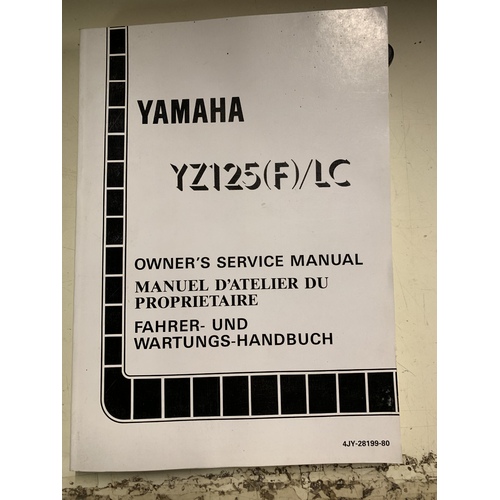 YAMAHA
YZ125(F)/LC
OWNER'S SERVICE MANUAL
MANUEL D'ATELIER DU
PROPRIETAIRE
FAHRER- UND
WARTUNGS-HANDBUCH
4JY-28199-80